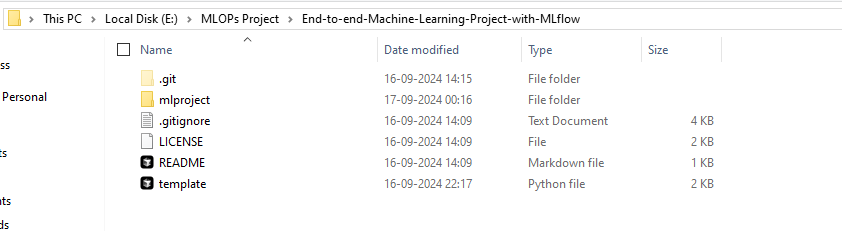 This PC > Local Disk (E:) > MLOPs Project > End-to-end-Machine-Learning-Project-with-MLflow
Name Date modified Type Size
.git 16-09-2024 14:15 File folder
mlproject 17-09-2024 00:16 File folder
.gitignore 16-09-2024 14:09 Text Document 4 KB
LICENSE 16-09-2024 14:09 File 2 KB
README 16-09-2024 14:09 Markdown file 1 KB
template 16-09-2024 22:17 Python file 2 KB
ss
Personal
ts
nts
ds